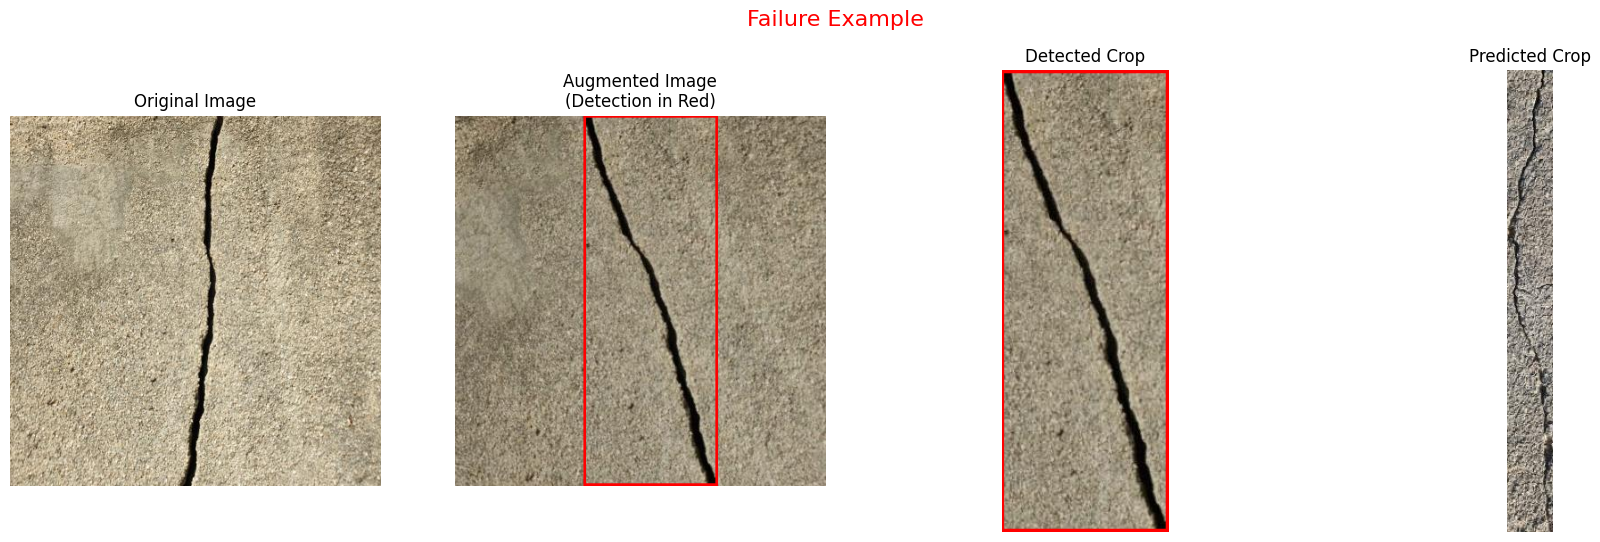 Failure Example
Original Image
Augmented Image
(Detection in Red)
Detected Crop
Predicted Crop